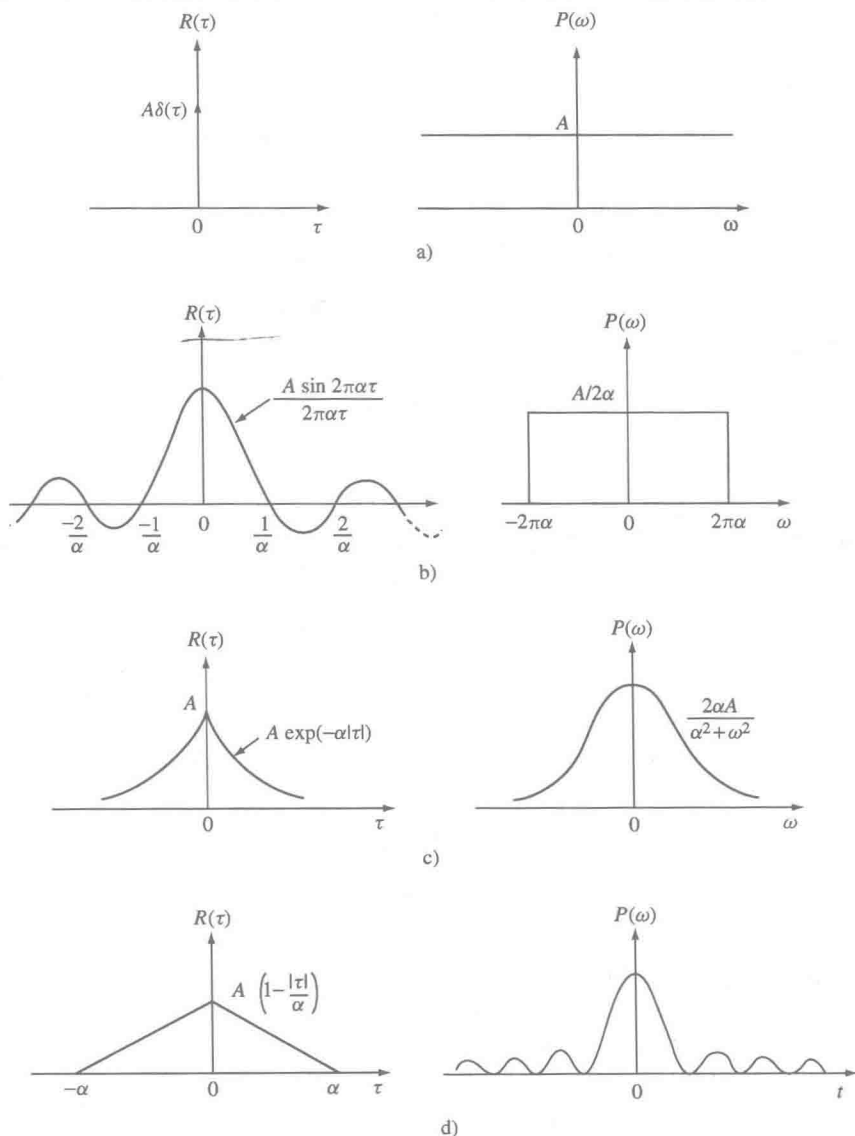 R(τ)
P(ω)
Aδ(τ)
A
0
τ
0
ω
a)
R(τ)
P(ω)
A sin 2πατ
2πατ
A/2α
-2/α
-1/α
0
1/α
2/α
-2πα
0
2πα
ω
b)
R(τ)
P(ω)
A
A exp(-α|τ|)
2αA
α² + ω²
0
τ
0
ω
c)
R(τ)
P(ω)
A (1 - |τ|/α)
-α
0
α
τ
0
t
d)